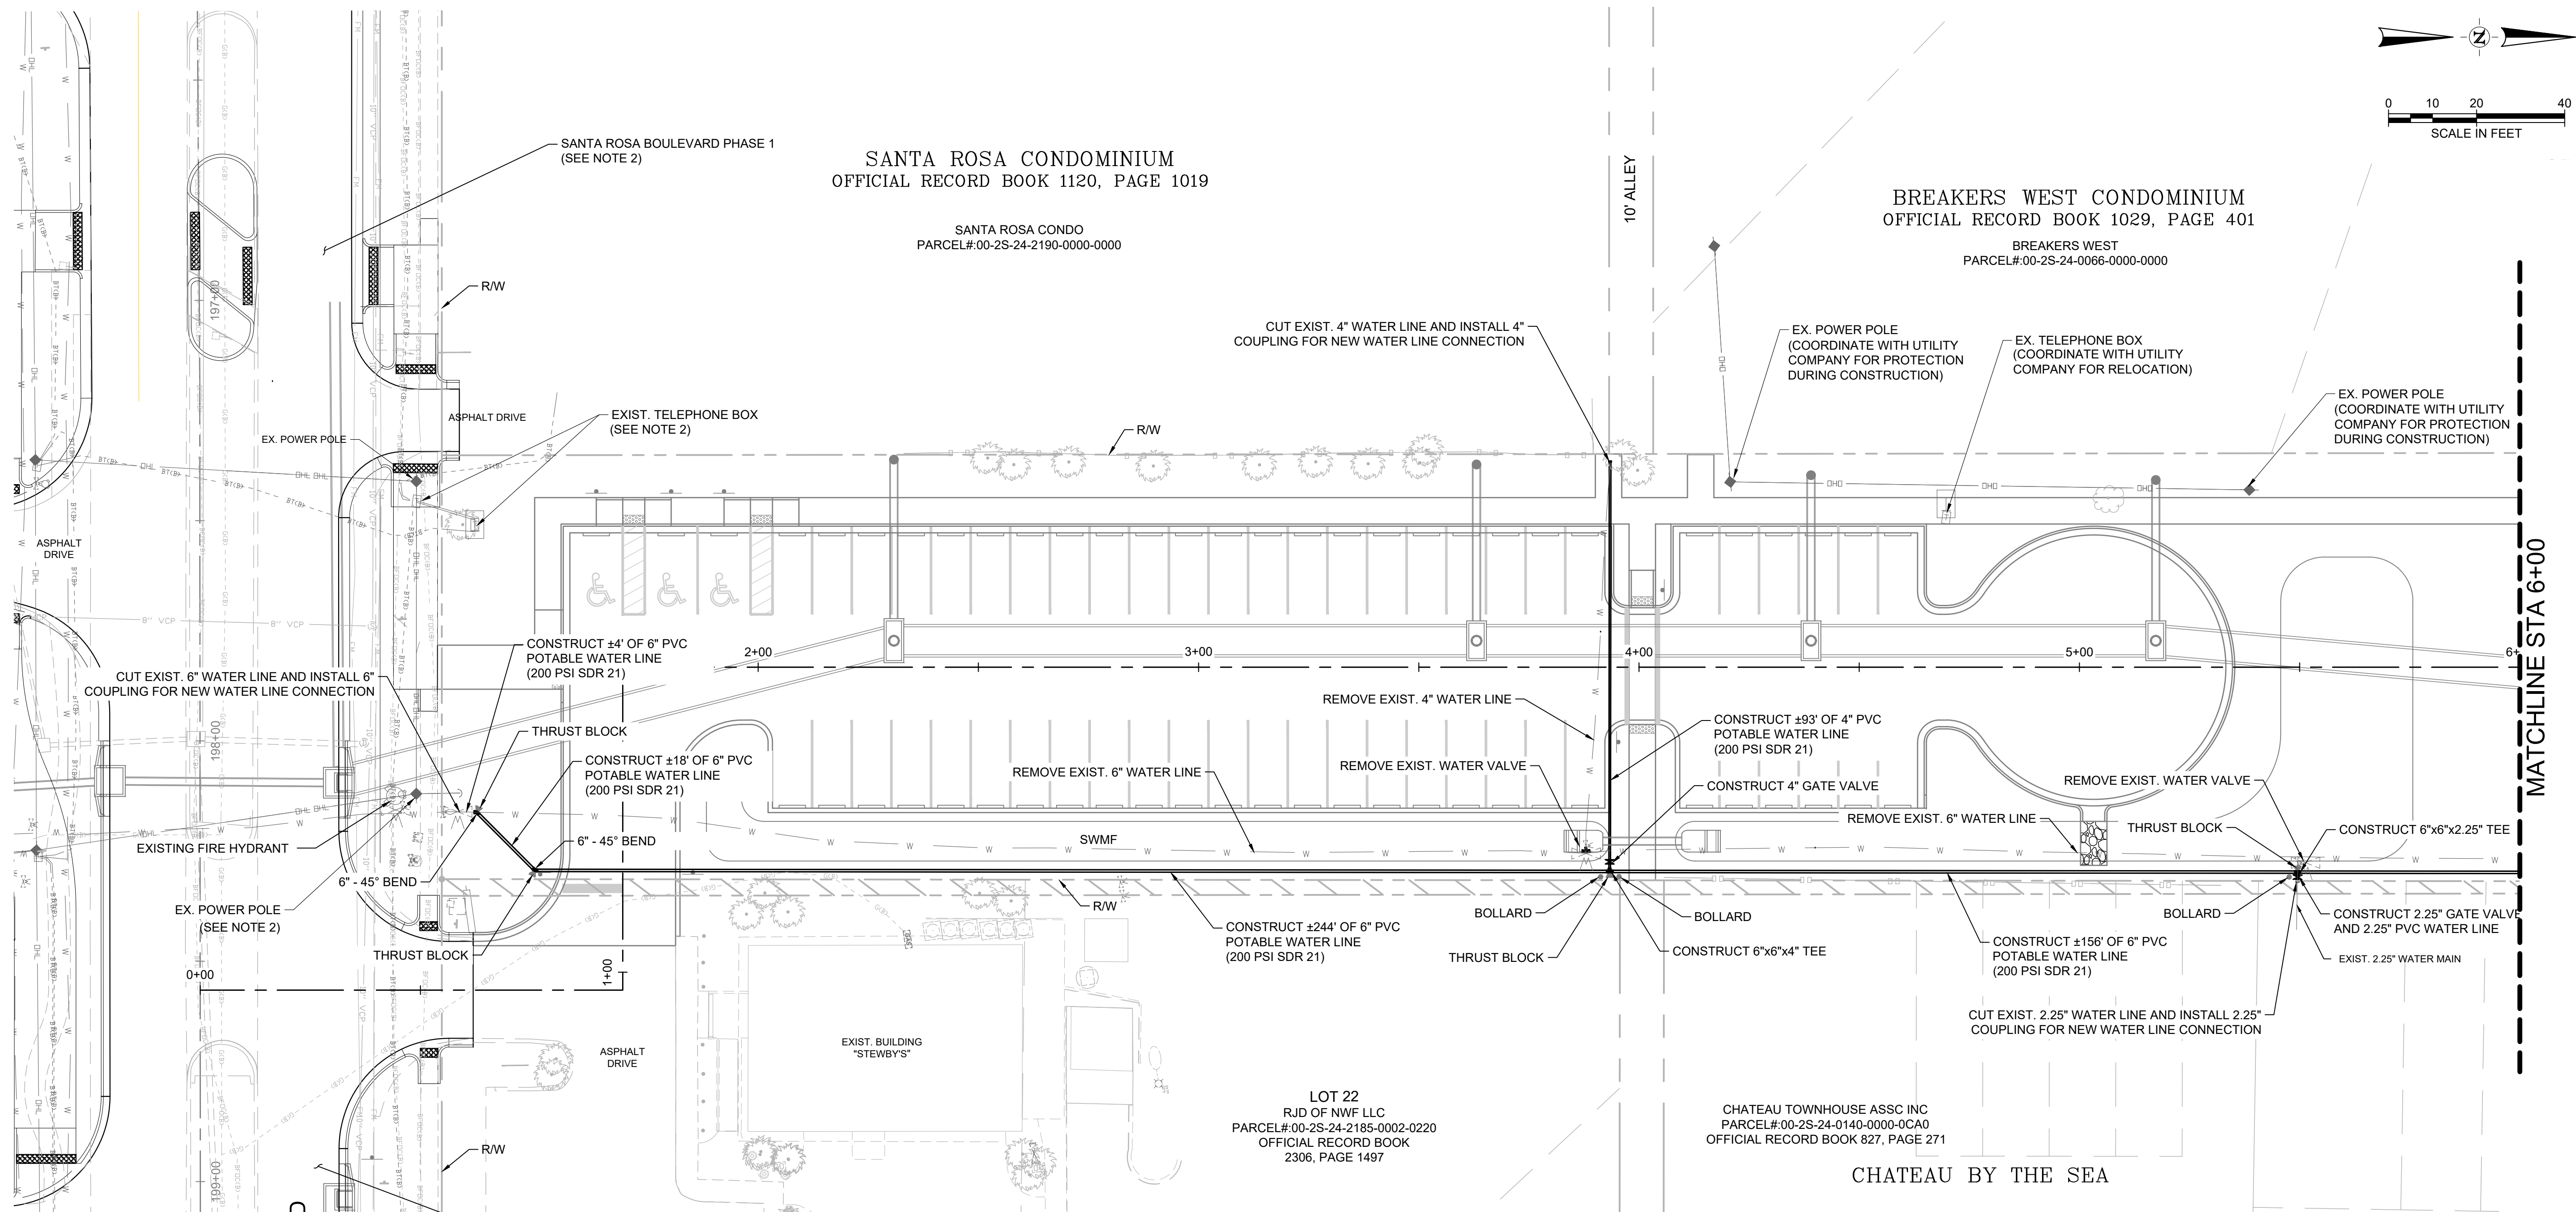 N
0 10 20 40
SCALE IN FEET
SANTA ROSA BOULEVARD PHASE 1
(SEE NOTE 2)
SANTA ROSA CONDOMINIUM
OFFICIAL RECORD BOOK 1120, PAGE 1019
SANTA ROSA CONDO
PARCEL#:00-2S-24-2190-0000-0000
10' ALLEY
BREAKERS WEST CONDOMINIUM
OFFICIAL RECORD BOOK 1029, PAGE 401
BREAKERS WEST
PARCEL#:00-2S-24-0066-0000-0000
R/W
197+00
CUT EXIST. 4" WATER LINE AND INSTALL 4"
COUPLING FOR NEW WATER LINE CONNECTION
EX. POWER POLE
(COORDINATE WITH UTILITY
COMPANY FOR PROTECTION
DURING CONSTRUCTION)
EX. TELEPHONE BOX
(COORDINATE WITH UTILITY
COMPANY FOR RELOCATION)
EX. POWER POLE
(COORDINATE WITH UTILITY
COMPANY FOR PROTECTION
DURING CONSTRUCTION)
ASPHALT DRIVE
EXIST. TELEPHONE BOX
(SEE NOTE 2)
EX. POWER POLE
R/W
ASPHALT
DRIVE
8" VCP
8" VCP
CONSTRUCT ±4' OF 6" PVC
POTABLE WATER LINE
(200 PSI SDR 21)
2+00
3+00
4+00
5+00
6+
MATCHLINE STA 6+00
CUT EXIST. 6" WATER LINE AND INSTALL 6"
COUPLING FOR NEW WATER LINE CONNECTION
198+00
THRUST BLOCK
CONSTRUCT ±18' OF 6" PVC
POTABLE WATER LINE
(200 PSI SDR 21)
REMOVE EXIST. 4" WATER LINE
REMOVE EXIST. 6" WATER LINE
REMOVE EXIST. WATER VALVE
CONSTRUCT ±93' OF 4" PVC
POTABLE WATER LINE
(200 PSI SDR 21)
CONSTRUCT 4" GATE VALVE
REMOVE EXIST. WATER VALVE
REMOVE EXIST. 6" WATER LINE
THRUST BLOCK
CONSTRUCT 6"x6"x2.25" TEE
EXISTING FIRE HYDRANT
6" - 45° BEND
SWMF
6" - 45° BEND
EX. POWER POLE
(SEE NOTE 2)
R/W
THRUST BLOCK
CONSTRUCT ±244' OF 6" PVC
POTABLE WATER LINE
(200 PSI SDR 21)
BOLLARD
BOLLARD
THRUST BLOCK
CONSTRUCT 6"x6"x4" TEE
BOLLARD
CONSTRUCT 2.25" GATE VALVE
AND 2.25" PVC WATER LINE
CONSTRUCT ±156' OF 6" PVC
POTABLE WATER LINE
(200 PSI SDR 21)
EXIST. 2.25" WATER MAIN
0+00
1+00
CUT EXIST. 2.25" WATER LINE AND INSTALL 2.25"
COUPLING FOR NEW WATER LINE CONNECTION
EXIST. BUILDING
"STEWBY'S"
ASPHALT
DRIVE
LOT 22
RJD OF NWF LLC
PARCEL#:00-2S-24-2185-0002-0220
OFFICIAL RECORD BOOK
2306, PAGE 1497
CHATEAU TOWNHOUSE ASSC INC
PARCEL#:00-2S-24-0140-0000-0CA0
OFFICIAL RECORD BOOK 827, PAGE 271
CHATEAU BY THE SEA
R/W
199+00